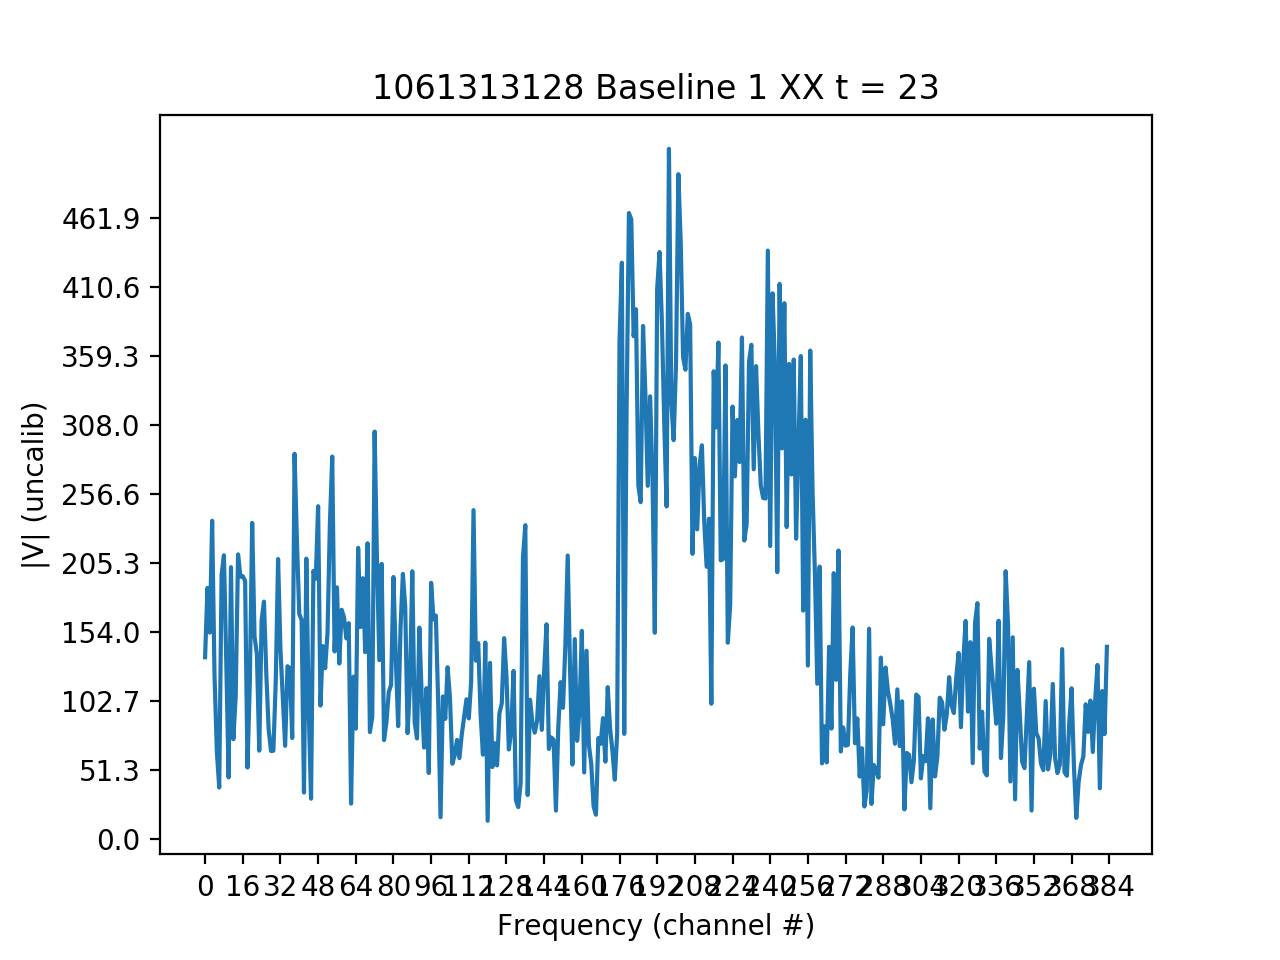 1061313128 Baseline 1 XX t = 23
|V| (uncalib)
461.9
410.6
359.3
308.0
256.6
205.3
154.0
102.7
51.3
0.0
0 16 32 48 64 80 96 112 128 144 160 176 192 208 224 240 256 272 288 304 320 336 352 368 384
Frequency (channel #)